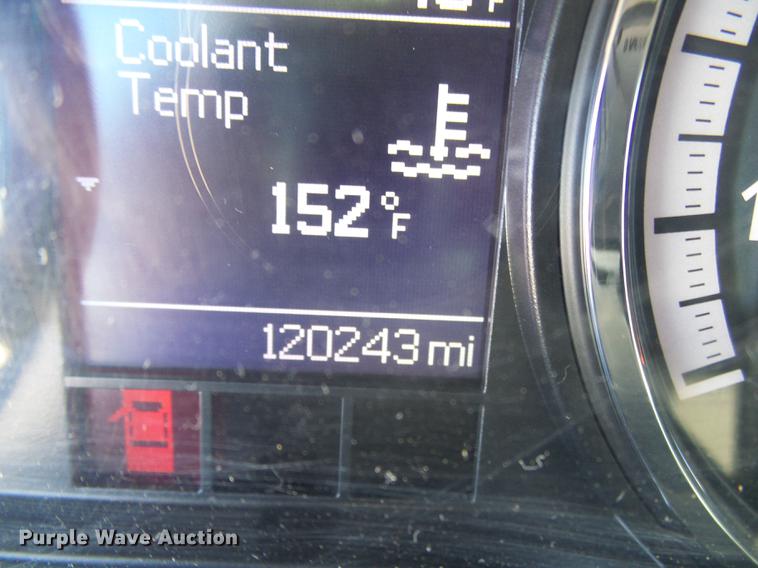 Coolant
Temp
152°F
120243 mi
Purple Wave Auction